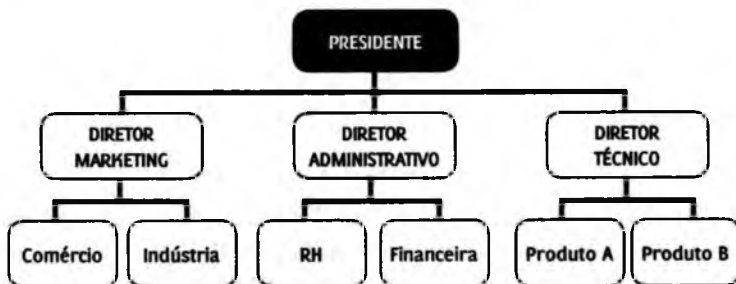 PRESIDENTE
DIRETOR
MARKETING
DIRETOR
ADMINISTRATIVO
DIRETOR
TÉCNICO
Comércio
Indústria
RH
Financeira
Produto A
Produto B